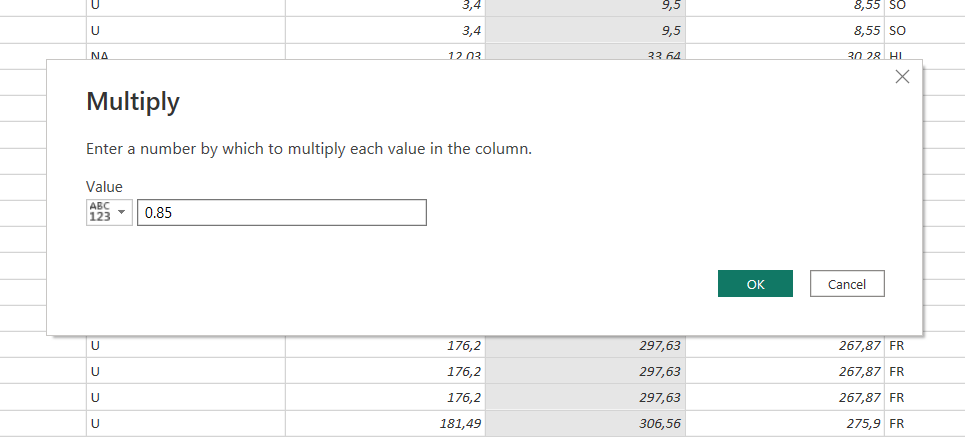 U 3,4 9,5 8,55 SO
U 3,4 9,5 8,55 SO
NA 12,03 33,64 30,28 HI
Multiply
Enter a number by which to multiply each value in the column.
Value
ABC
123
0.85
OK Cancel
U 176,2 297,63 267,87 FR
U 176,2 297,63 267,87 FR
U 176,2 297,63 267,87 FR
U 181,49 306,56 275,9 FR